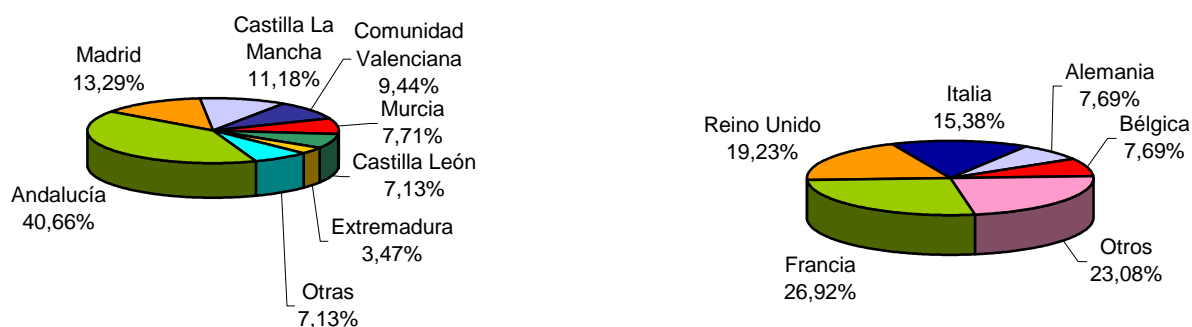 Castilla La
Mancha
11,18%
Comunidad
Valenciana
9,44%
Madrid
13,29%
Murcia
7,71%
Castilla León
7,13%
Andalucía
40,66%
Extremadura
3,47%
Otras
7,13%
Alemania
7,69%
Italia
15,38%
Bélgica
7,69%
Reino Unido
19,23%
Otros
23,08%
Francia
26,92%